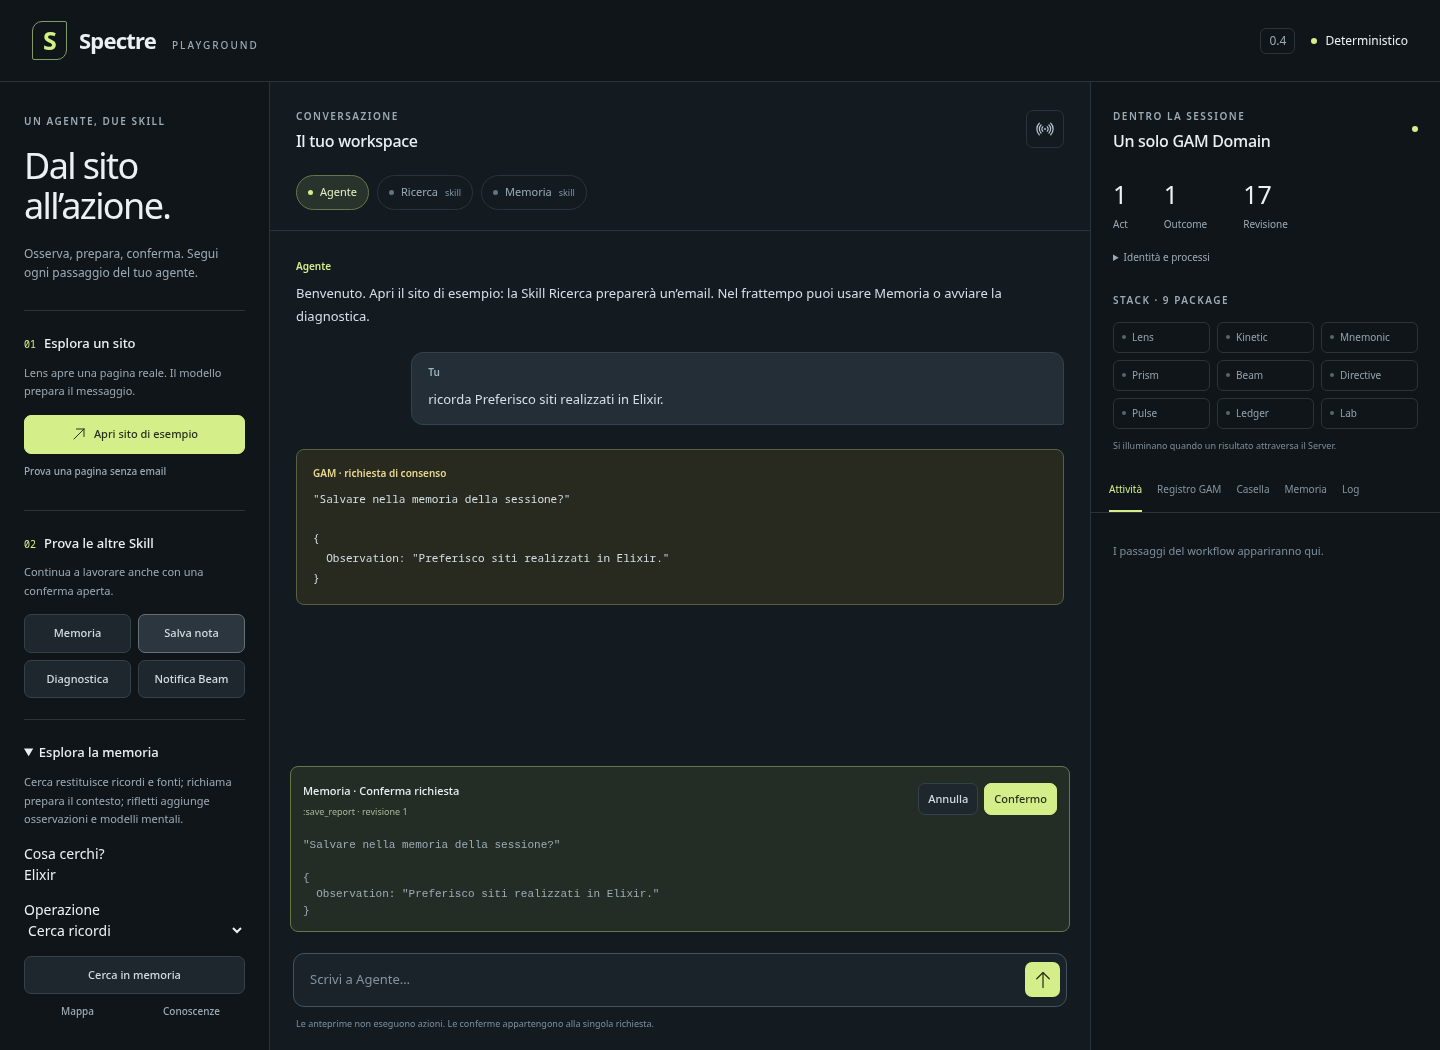 S Spectre PLAYGROUND
0.4 Deterministico
UN AGENTE, DUE SKILL
Dal sito
all’azione.
Osserva, prepara, conferma. Segui
ogni passaggio del tuo agente.
01 Esplora un sito
Lens apre una pagina reale. Il modello
prepara il messaggio.
Apri sito di esempio
Prova una pagina senza email
02 Prova le altre Skill
Continua a lavorare anche con una
conferma aperta.
Memoria Salva nota
Diagnostica Notifica Beam
Esplora la memoria
Cerca restituisce ricordi e fonti; richiama
prepara il contesto; rifletti aggiunge
osservazioni e modelli mentali.
Cosa cerchi?
Elixir
Operazione
Cerca ricordi
Cerca in memoria
Mappa Conoscenze
CONVERSAZIONE
Il tuo workspace
Agente Ricerca skill Memoria skill
Agente
Benvenuto. Apri il sito di esempio: la Skill Ricerca preparerà un’email. Nel frattempo puoi usare Memoria o avviare la
diagnostica.
Tu
ricorda Preferisco siti realizzati in Elixir.
GAM · richiesta di consenso
"Salvare nella memoria della sessione?"
{
Observation: "Preferisco siti realizzati in Elixir."
}
Memoria · Conferma richiesta
:save_report · revisione 1
Annulla Confermo
"Salvare nella memoria della sessione?"
{
Observation: "Preferisco siti realizzati in Elixir."
}
Scrivi a Agente…
Le anteprime non eseguono azioni. Le conferme appartengono alla singola richiesta.
DENTRO LA SESSIONE
Un solo GAM Domain
1 1 17
Act Outcome Revisione
Identità e processi
STACK · 9 PACKAGE
Lens Kinetic Mnemonic
Prism Beam Directive
Pulse Ledger Lab
Si illuminano quando un risultato attraversa il Server.
Attività Registro GAM Casella Memoria Log
I passaggi del workflow appariranno qui.